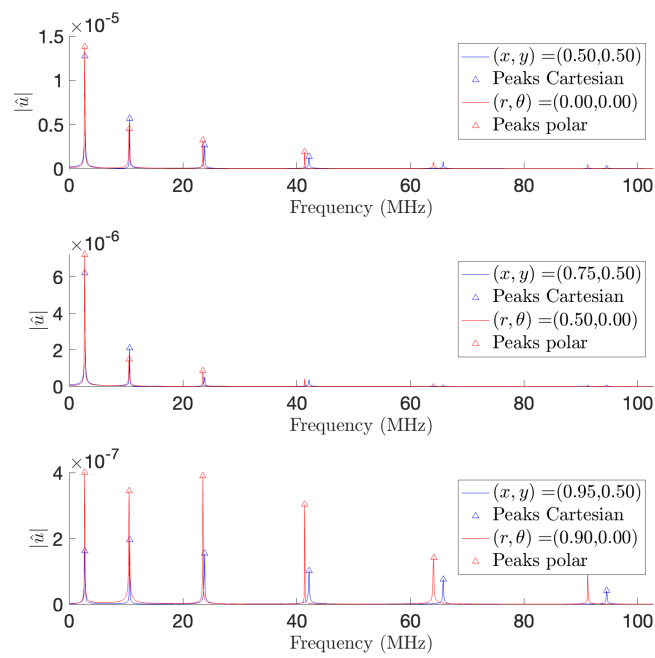 ×10⁻⁵
1.5
1
0.5
0
|û|
0 20 40 60 80 100
Frequency (MHz)
(x, y) =(0.50,0.50)
Peaks Cartesian
(r, θ) =(0.00,0.00)
Peaks polar
×10⁻⁶
6
4
2
0
|û|
0 20 40 60 80 100
Frequency (MHz)
(x, y) =(0.75,0.50)
Peaks Cartesian
(r, θ) =(0.50,0.00)
Peaks polar
×10⁻⁷
4
2
0
|û|
0 20 40 60 80 100
Frequency (MHz)
(x, y) =(0.95,0.50)
Peaks Cartesian
(r, θ) =(0.90,0.00)
Peaks polar